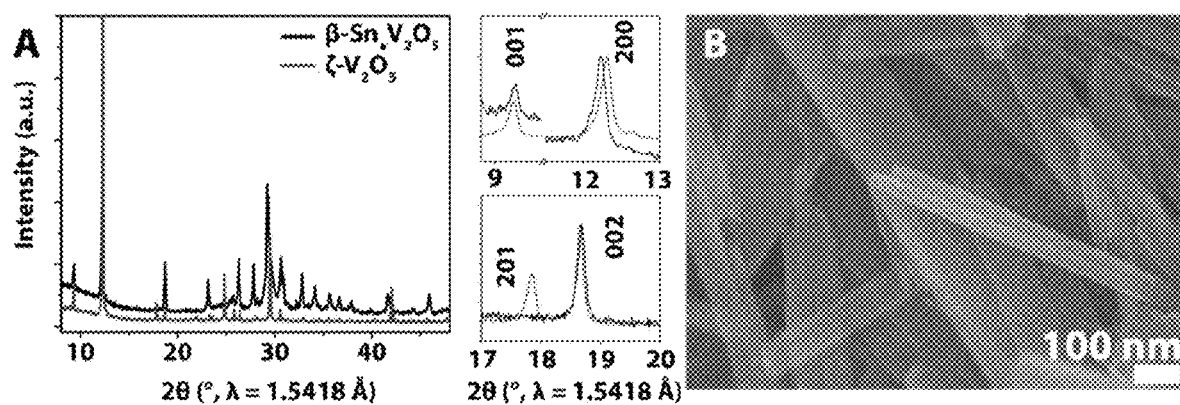 A
β-SnₓV₂O₅
ζ-V₂O₅
Intensity (a.u.)
10 20 30 40
2θ (°, λ = 1.5418 Å)
001
200
9 12 13
201
002
17 18 19 20
2θ (°, λ = 1.5418 Å)
B
100 nm